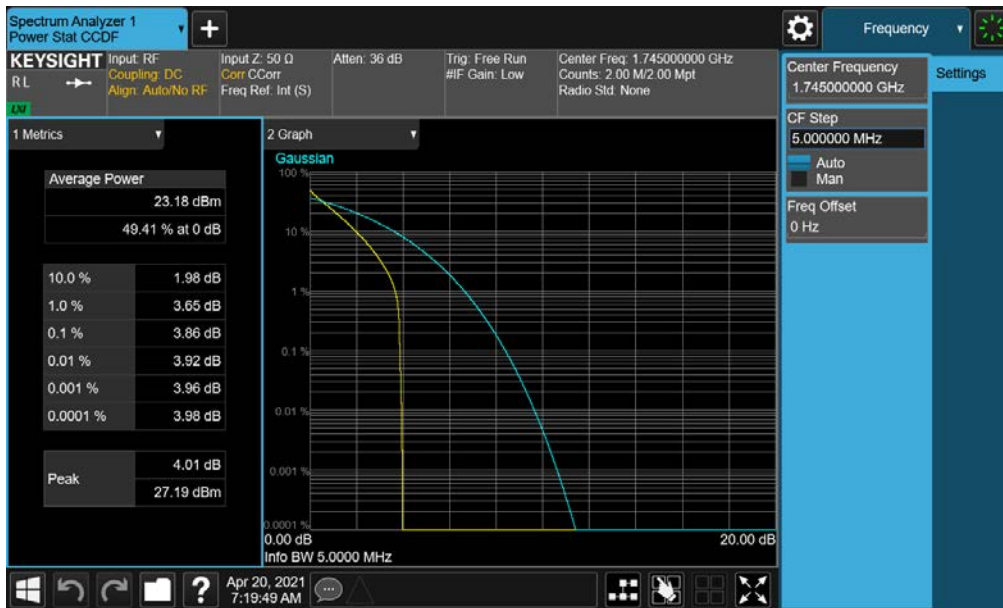 Spectrum Analyzer 1
Power Stat CCDF
Frequency
KEYSIGHT
RL
LXI
Input: RF
Coupling: DC
Align: Auto/No RF
Input Z: 50 Ω
Corr CCorr
Freq Ref: Int (S)
Atten: 36 dB
Trig: Free Run
#IF Gain: Low
Center Freq: 1.745000000 GHz
Counts: 2.00 M/2.00 Mpt
Radio Std: None
Center Frequency
1.745000000 GHz
Settings
CF Step
5.000000 MHz
Auto
Man
Freq Offset
0 Hz
1 Metrics
Average Power
23.18 dBm
49.41 % at 0 dB
10.0 % 1.98 dB
1.0 % 3.65 dB
0.1 % 3.86 dB
0.01 % 3.92 dB
0.001 % 3.96 dB
0.0001 % 3.98 dB
Peak
4.01 dB
27.19 dBm
2 Graph
Gaussian
100 %
10 %
1 %
0.1 %
0.01 %
0.001 %
0.0001 %
0.00 dB 20.00 dB
Info BW 5.0000 MHz
?
Apr 20, 2021
7:19:49 AM